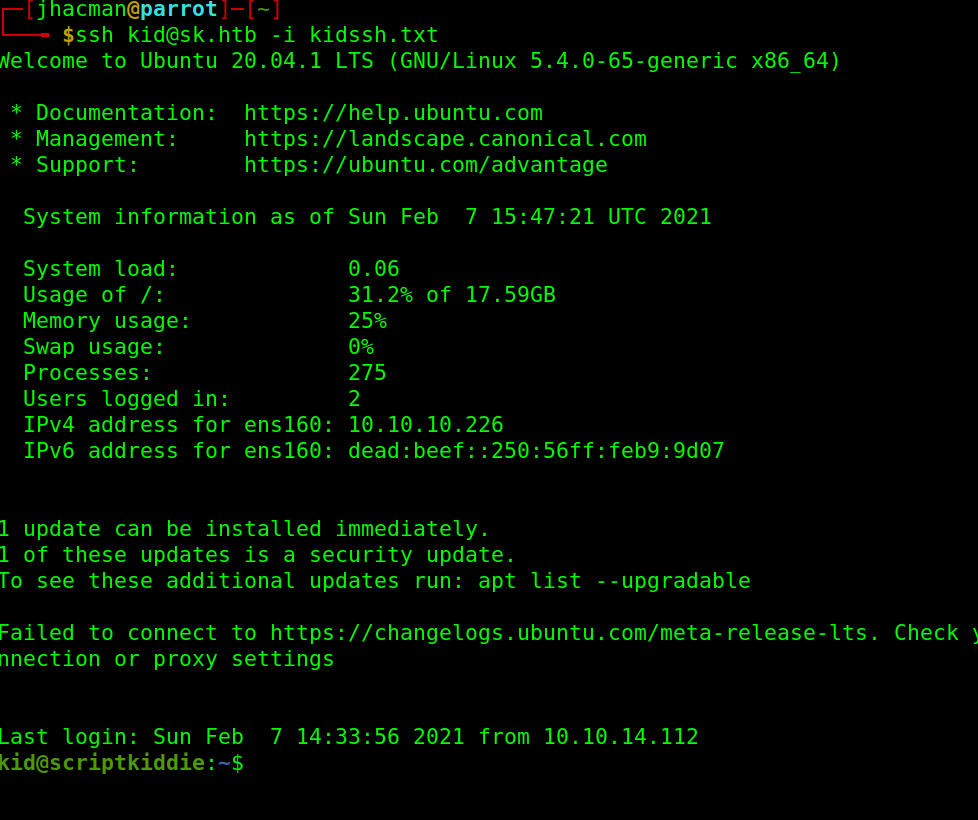 ┌─[jhacman@parrot]─[~]
└──╼ $ssh kid@sk.htb -i kidssh.txt
Welcome to Ubuntu 20.04.1 LTS (GNU/Linux 5.4.0-65-generic x86_64)
* Documentation:  https://help.ubuntu.com
* Management:     https://landscape.canonical.com
* Support:        https://ubuntu.com/advantage
System information as of Sun Feb  7 15:47:21 UTC 2021
System load:             0.06
Usage of /:              31.2% of 17.59GB
Memory usage:            25%
Swap usage:              0%
Processes:               275
Users logged in:         2
IPv4 address for ens160: 10.10.10.226
IPv6 address for ens160: dead:beef::250:56ff:feb9:9d07
1 update can be installed immediately.
1 of these updates is a security update.
To see these additional updates run: apt list --upgradable
Failed to connect to https://changelogs.ubuntu.com/meta-release-lts. Check y
nnection or proxy settings
Last login: Sun Feb  7 14:33:56 2021 from 10.10.14.112
kid@scriptkiddie:~$